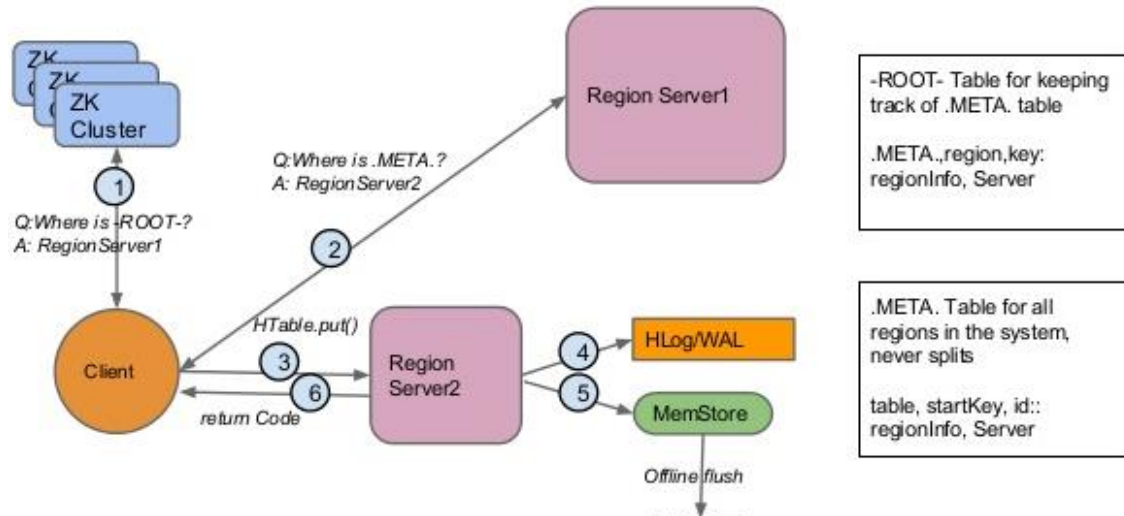 ZK
ZK
ZK
Cluster
1
Q:Where is -ROOT-?
A: RegionServer1
Client
Q:Where is .META.?
A: RegionServer2
2
Region Server1
HTable.put()
3
6
return Code
Region
Server2
4
5
HLog/WAL
MemStore
Offline flush
-ROOT- Table for keeping
track of .META. table
.META.,region,key:
regionInfo, Server
.META. Table for all
regions in the system,
never splits
table, startKey, id::
regionInfo, Server